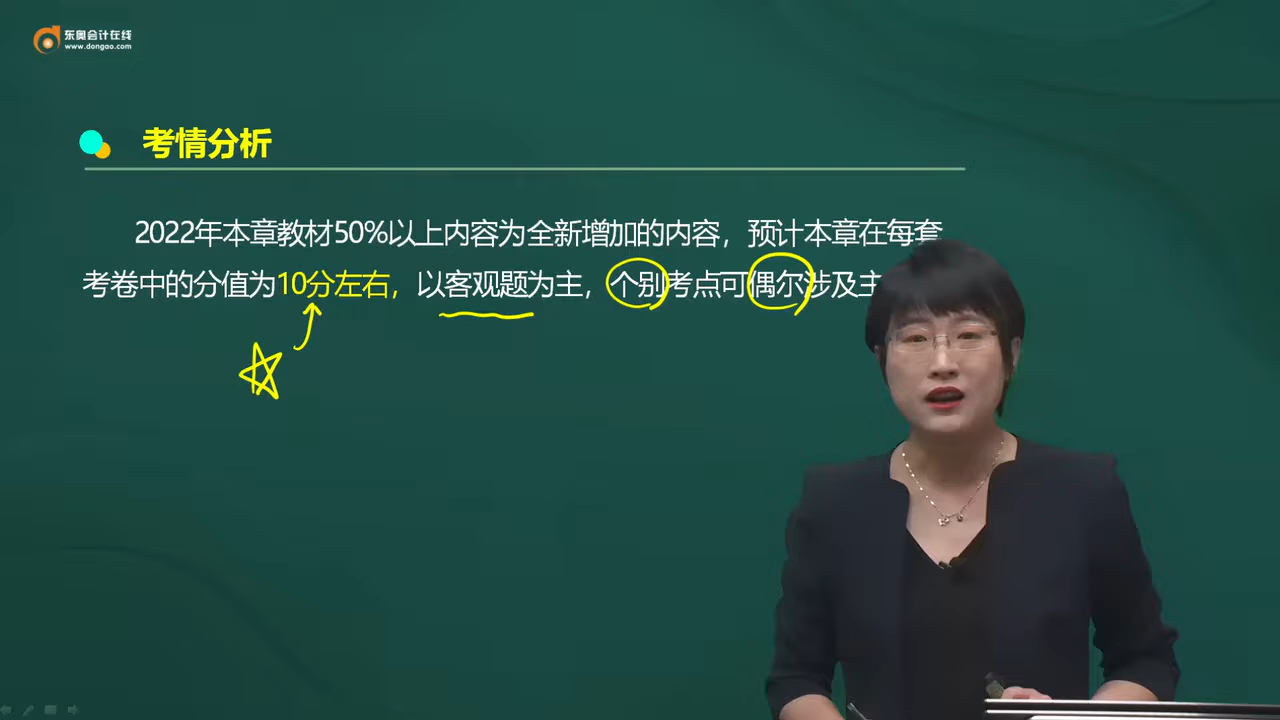 东奥会计在线
www.dongao.com
考情分析
2022年本章教材50%以上内容为全新增加的内容，预计本章在每套
考卷中的分值为10分左右，以客观题为主，个别考点可偶尔涉及主